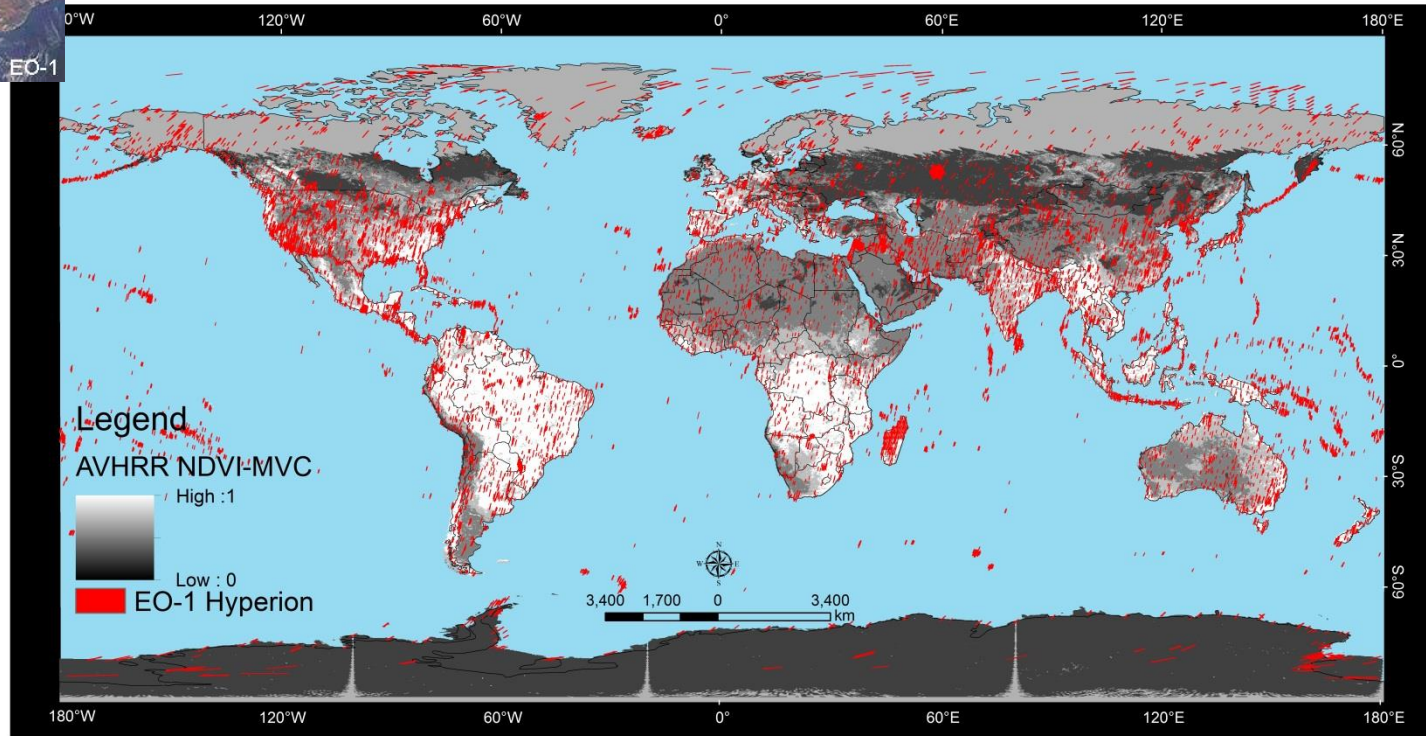 0°W 120°W 60°W 0° 60°E 120°E 180°E
EO-1
60°N
30°N
0°
30°S
60°S
Legend
AVHRR NDVI-MVC
High :1
Low : 0
EO-1 Hyperion
N
W E
S
3,400 1,700 0 3,400
km
180°W 120°W 60°W 0° 60°E 120°E 180°E